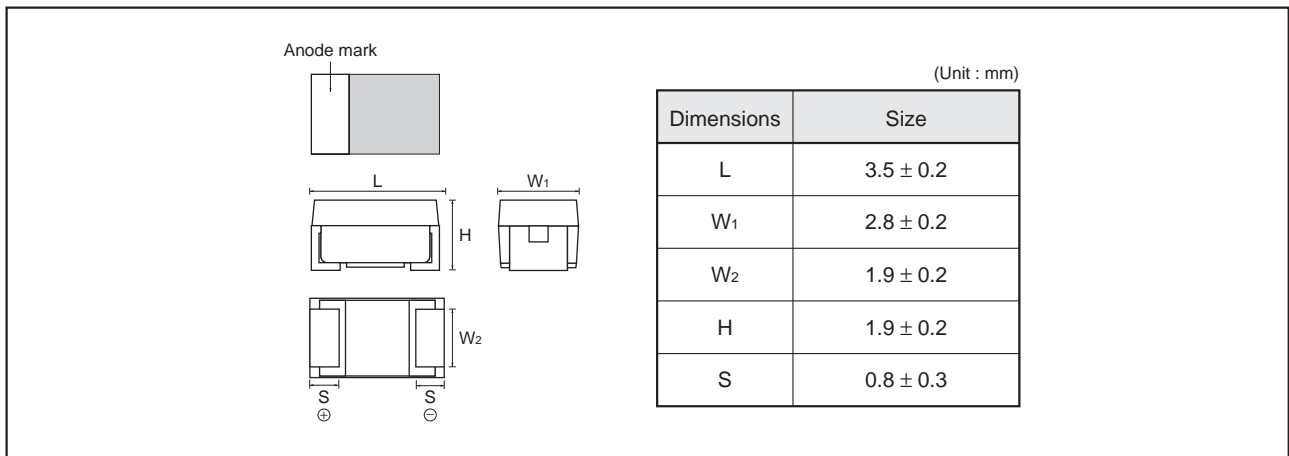 Anode mark
L
W1
H
W2
S
S
⊕
⊖
(Unit : mm)
Dimensions Size
L 3.5 ± 0.2
W1 2.8 ± 0.2
W2 1.9 ± 0.2
H 1.9 ± 0.2
S 0.8 ± 0.3